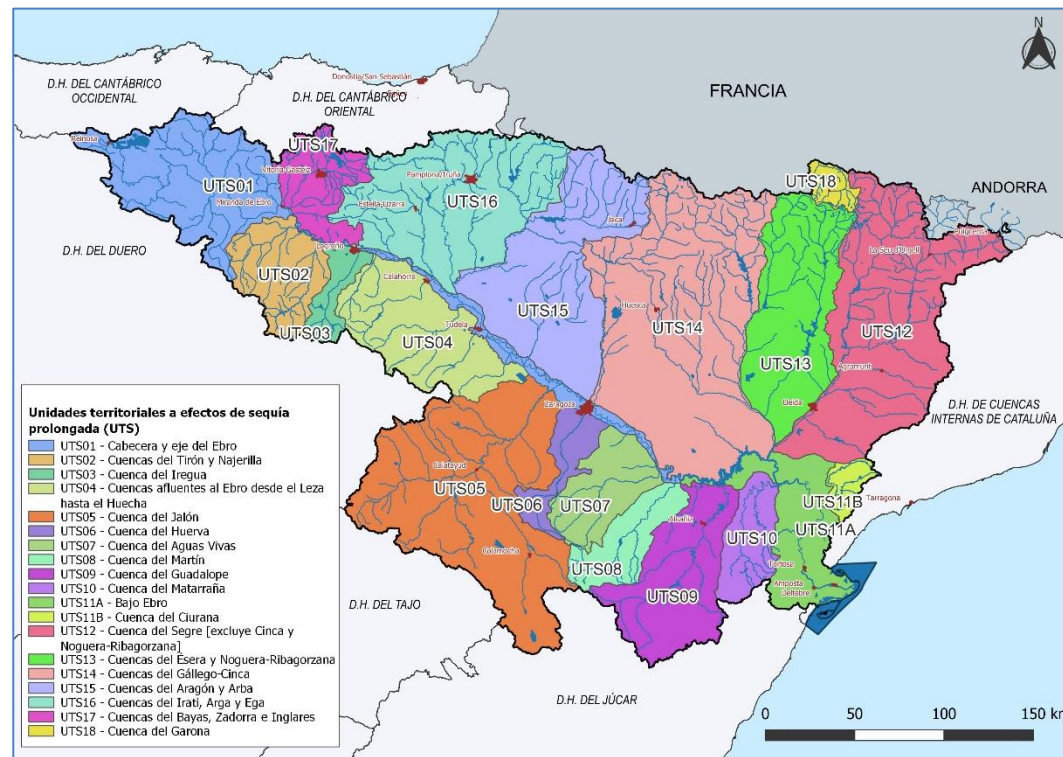 N
Donostia/San Sebastián
D.H. DEL CANTÁBRICO
OCCIDENTAL
D.H. DEL CANTÁBRICO
ORIENTAL
FRANCIA
Reinosa
UTS17
UTS01
Vitoria-Gasteiz
Pamplona/Iruña
UTS18
ANDORRA
Miranda de Ebro
Estella-Lizarra
UTS16
Jaca
Puigcerdà
La Seu d'Urgell
D.H. DEL DUERO
Logroño
UTS02
Calahorra
UTS03
Tudela
UTS04
UTS15
Huesca
UTS14
UTS12
UTS13
Agramunt
Lleida
Zaragoza
D.H. DE CUENCAS
INTERNAS DE CATALUÑA
Calatayud
UTS05
UTS06
UTS07
Alcañiz
UTS10
UTS11B
UTS11A
Tarragona
Calamocha
UTS08
UTS09
Tortosa
Amposta
Deltebre
D.H. DEL TAJO
D.H. DEL JÚCAR
Unidades territoriales a efectos de sequía
prolongada (UTS)
UTS01 - Cabecera y eje del Ebro
UTS02 - Cuencas del Tirón y Najerilla
UTS03 - Cuenca del Iregua
UTS04 - Cuencas afluentes al Ebro desde el Leza
hasta el Huecha
UTS05 - Cuenca del Jalón
UTS06 - Cuenca del Huerva
UTS07 - Cuenca del Aguas Vivas
UTS08 - Cuenca del Martín
UTS09 - Cuenca del Guadalope
UTS10 - Cuenca del Matarraña
UTS11A - Bajo Ebro
UTS11B - Cuenca del Ciurana
UTS12 - Cuenca del Segre [excluye Cinca y
Noguera-Ribagorzana]
UTS13 - Cuencas del Ésera y Noguera-Ribagorzana
UTS14 - Cuencas del Gállego-Cinca
UTS15 - Cuencas del Aragón y Arba
UTS16 - Cuencas del Irati, Arga y Ega
UTS17 - Cuencas del Bayas, Zadorra e Inglares
UTS18 - Cuenca del Garona
0 50 100 150 km